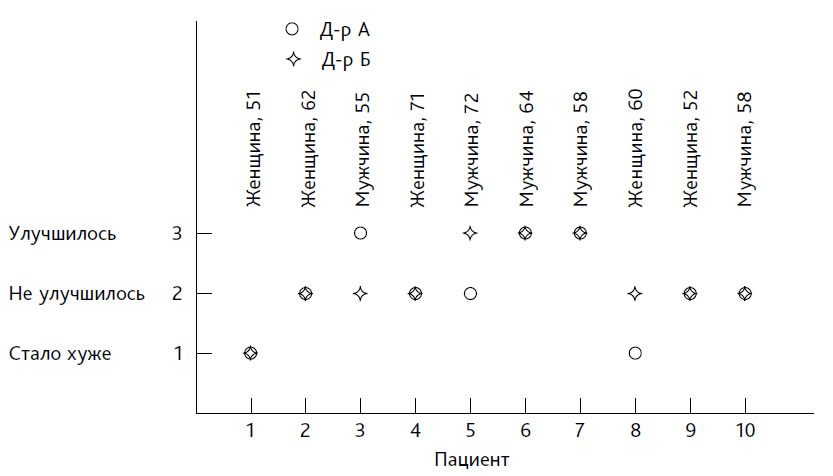 Д-р А
Д-р Б
Женщина, 51
Женщина, 62
Мужчина, 55
Женщина, 71
Мужчина, 72
Мужчина, 64
Мужчина, 58
Женщина, 60
Женщина, 52
Мужчина, 58
Улучшилось 3
Не улучшилось 2
Стало хуже 1
1 2 3 4 5 6 7 8 9 10
Пациент